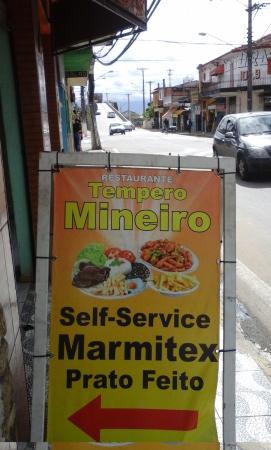 RESTAURANTE
Tempero
Mineiro
Self-Service
Marmitex
Prato Feito